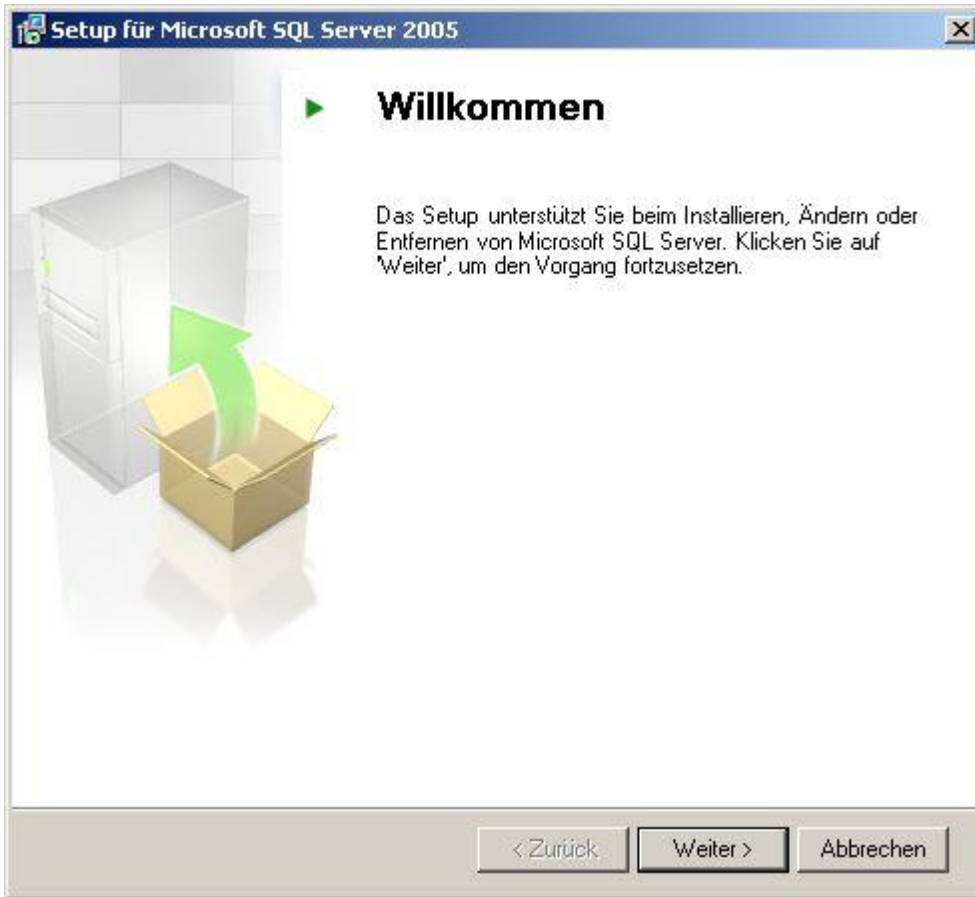 Setup für Microsoft SQL Server 2005
Willkommen
Das Setup unterstützt Sie beim Installieren, Ändern oder
Entfernen von Microsoft SQL Server. Klicken Sie auf
'Weiter', um den Vorgang fortzusetzen.
< Zurück
Weiter >
Abbrechen